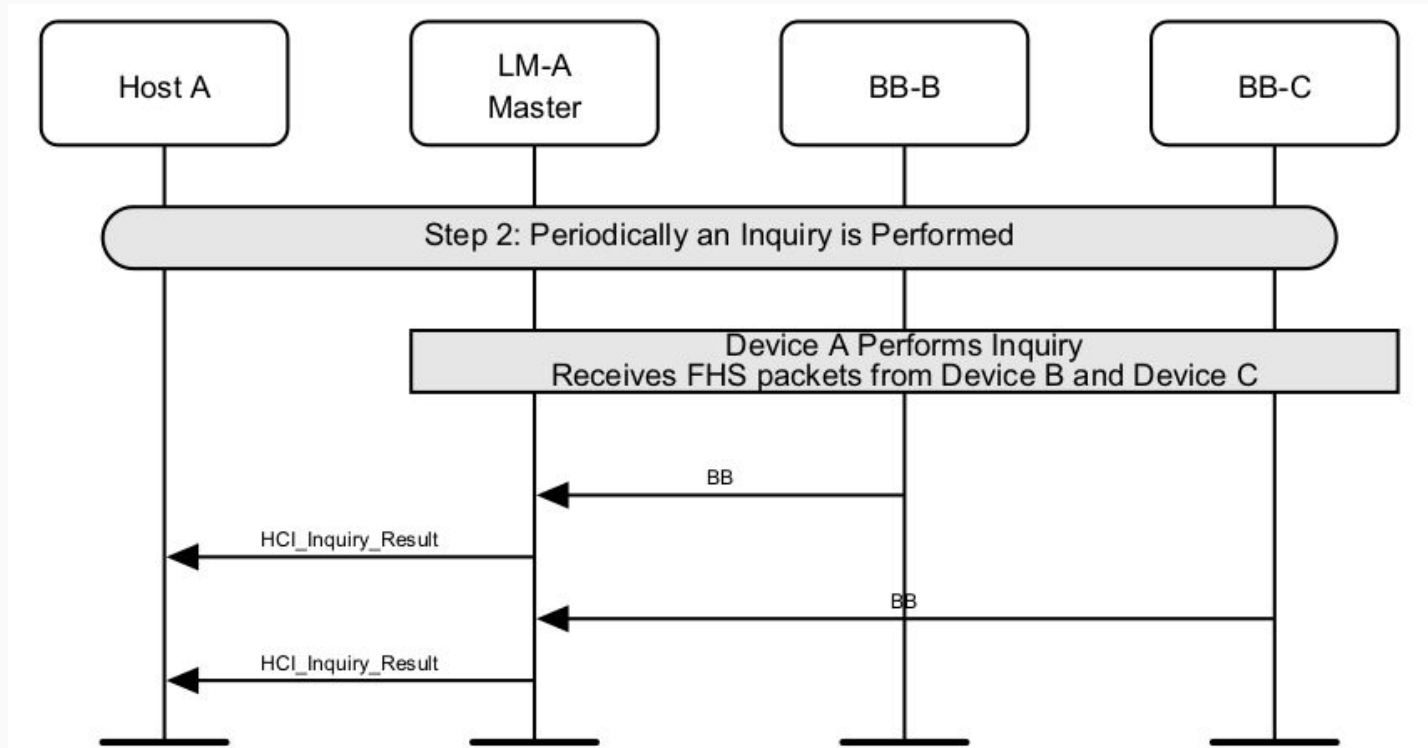 Host A
LM-A
Master
BB-B
BB-C
Step 2: Periodically an Inquiry is Performed
Device A Performs Inquiry
Receives FHS packets from Device B and Device C
BB
HCI_Inquiry_Result
BB
HCI_Inquiry_Result